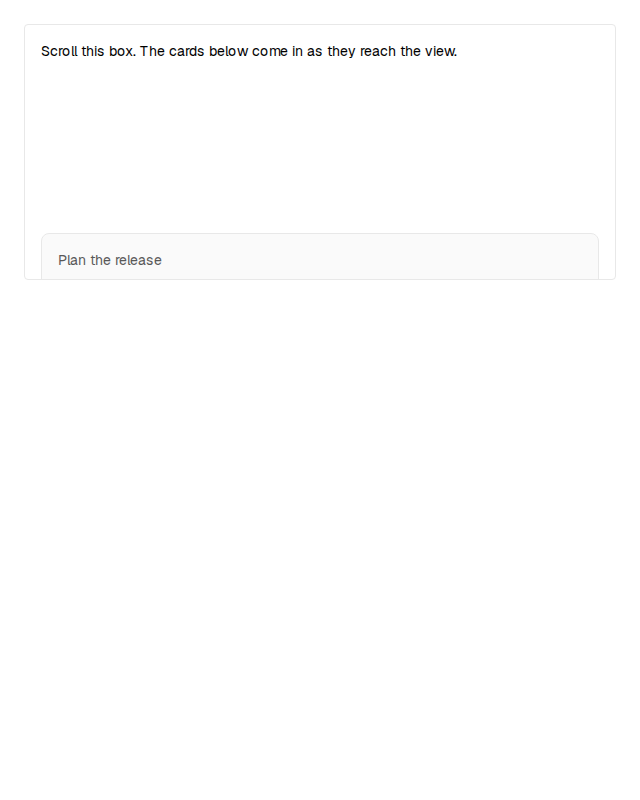 Scroll this box. The cards below come in as they reach the view.
Plan the release